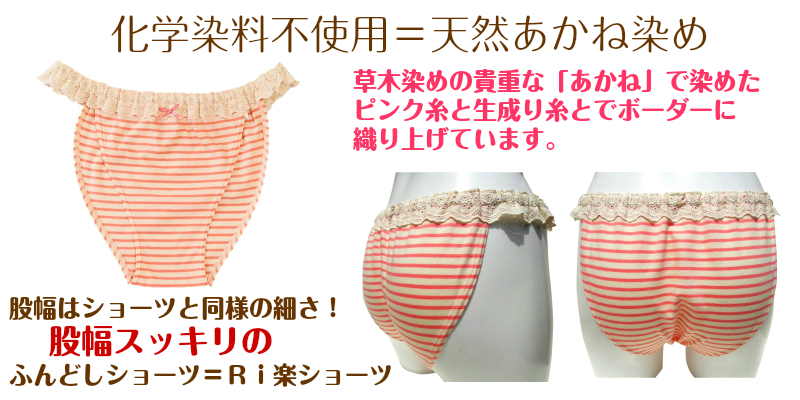 化学染料不使用＝天然あかね染め
草木染めの貴重な「あかね」で染めた
ピンク糸と生成り糸とでボーダーに
織り上げています。
股幅はショーツと同様の細さ！
股幅スッキリの
ふんどしショーツ＝Ｒｉ楽ショーツ